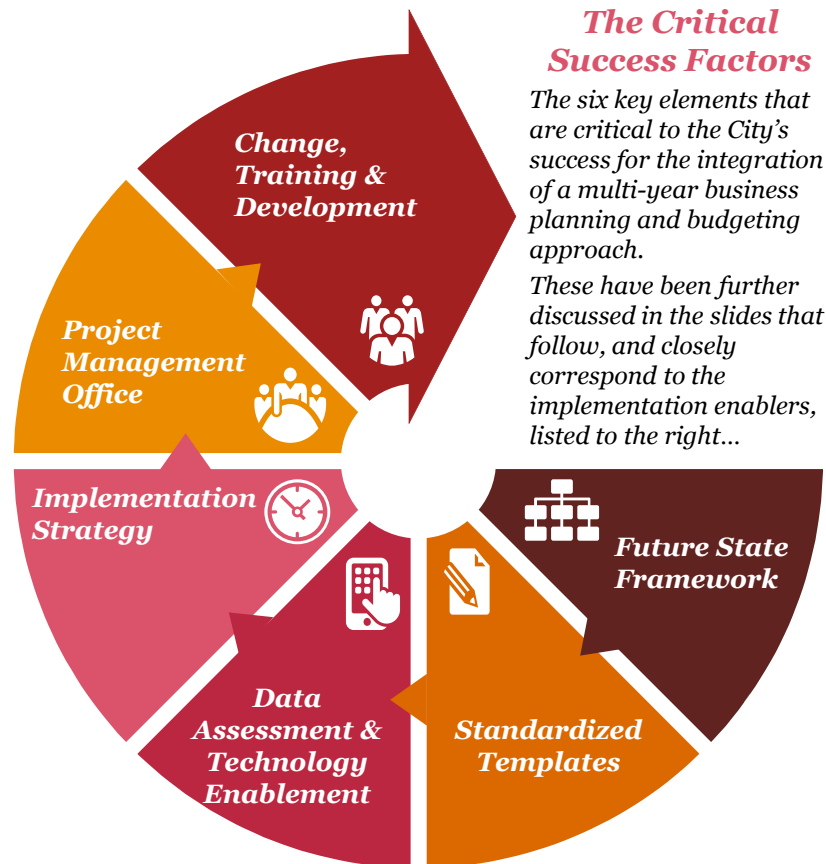 The Critical
Success Factors
The six key elements that
are critical to the City's
success for the integration
of a multi-year business
planning and budgeting
approach.
These have been further
discussed in the slides that
follow, and closely
correspond to the
implementation enablers,
listed to the right...
Change,
Training &
Development
Project
Management
Office
Implementation
Strategy
Data
Assessment &
Technology
Enablement
Standardized
Templates
Future State
Framework